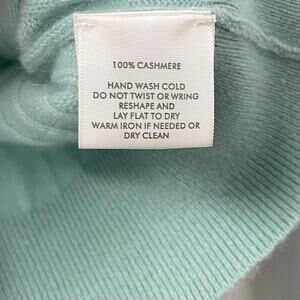 100% CASHMERE
HAND WASH COLD
DO NOT TWIST OR WRING
RESHAPE AND
LAY FLAT TO DRY
WARM IRON IF NEEDED OR
DRY CLEAN